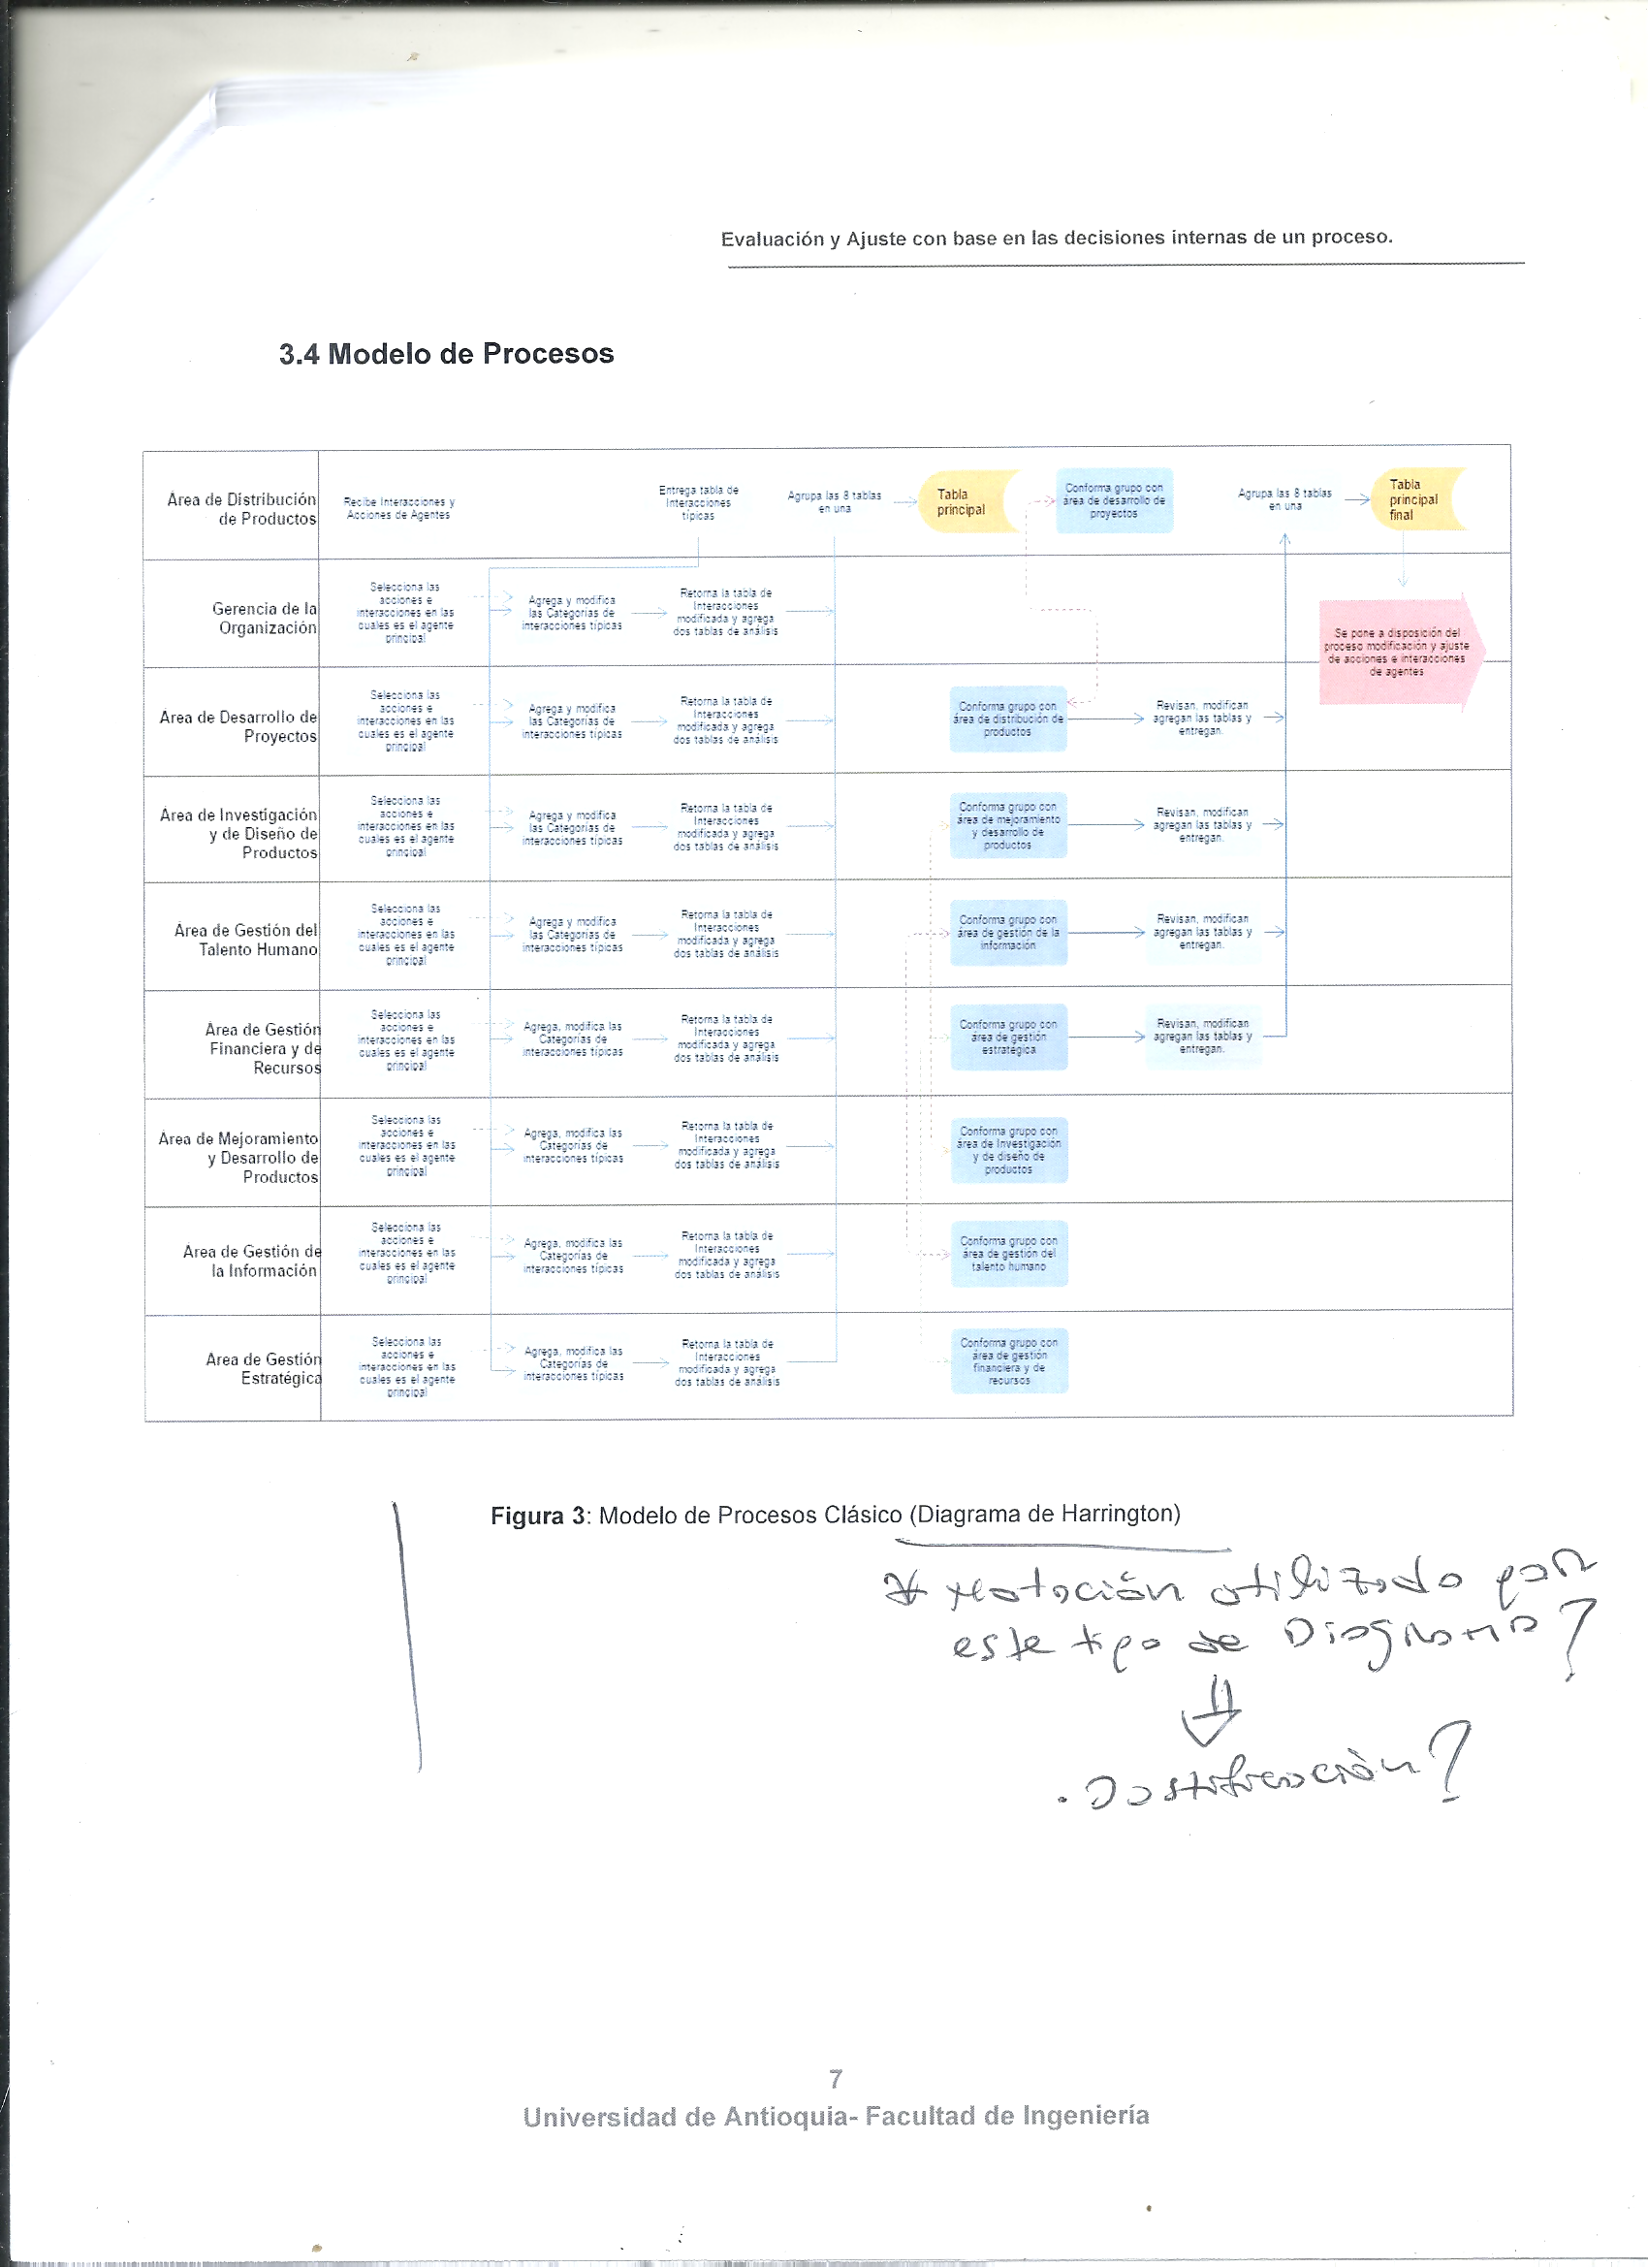 Evaluación y Ajuste con base en las decisiones internas de un proceso.
3.4 Modelo de Procesos
Área de Distribución
de Productos
Recibe Interacciones y
Acciones de Agentes
Entrega tabla de
Interacciones
típicas
Agrupa las 8 tablas
en una
Tabla
principal
Conforma grupo con
área de desarrollo de
proyectos
Agrupa las 8 tablas
en una
Tabla
principal
final
Gerencia de la
Organización
Selecciona las
acciones e
interacciones en las
cuales es el agente
principal
Agrega y modifica
las Categorías de
interacciones típicas
Retorna la tabla de
Interacciones
modificada y agrega
dos tablas de análisis
Se pone a disposición del
proceso modificación y ajuste
de acciones e interacciones
de agentes
Área de Desarrollo de
Proyectos
Selecciona las
acciones e
interacciones en las
cuales es el agente
principal
Agrega y modifica
las Categorías de
interacciones típicas
Retorna la tabla de
Interacciones
modificada y agrega
dos tablas de análisis
Conforma grupo con
área de distribución de
productos
Revisan, modifican
agregan las tablas y
entregan.
Área de Investigación
y de Diseño de
Productos
Selecciona las
acciones e
interacciones en las
cuales es el agente
principal
Agrega y modifica
las Categorías de
interacciones típicas
Retorna la tabla de
Interacciones
modificada y agrega
dos tablas de análisis
Conforma grupo con
área de mejoramiento
y desarrollo de
productos
Revisan, modifican
agregan las tablas y
entregan.
Área de Gestión del
Talento Humano
Selecciona las
acciones e
interacciones en las
cuales es el agente
principal
Agrega y modifica
las Categorías de
interacciones típicas
Retorna la tabla de
Interacciones
modificada y agrega
dos tablas de análisis
Conforma grupo con
área de gestión de la
información
Revisan, modifican
agregan las tablas y
entregan.
Área de Gestión
Financiera y de
Recursos
Selecciona las
acciones e
interacciones en las
cuales es el agente
principal
Agrega, modifica las
Categorías de
interacciones típicas
Retorna la tabla de
Interacciones
modificada y agrega
dos tablas de análisis
Conforma grupo con
área de gestión
estratégica
Revisan, modifican
agregan las tablas y
entregan.
Área de Mejoramiento
y Desarrollo de
Productos
Selecciona las
acciones e
interacciones en las
cuales es el agente
principal
Agrega, modifica las
Categorías de
interacciones típicas
Retorna la tabla de
Interacciones
modificada y agrega
dos tablas de análisis
Conforma grupo con
área de Investigación
y de diseño de
productos
Área de Gestión de
la Información
Selecciona las
acciones e
interacciones en las
cuales es el agente
principal
Agrega, modifica las
Categorías de
interacciones típicas
Retorna la tabla de
Interacciones
modificada y agrega
dos tablas de análisis
Conforma grupo con
área de gestión del
talento humano
Área de Gestión
Estratégica
Selecciona las
acciones e
interacciones en las
cuales es el agente
principal
Agrega, modifica las
Categorías de
interacciones típicas
Retorna la tabla de
Interacciones
modificada y agrega
dos tablas de análisis
Conforma grupo con
área de gestión
financiera y de
recursos
Figura 3: Modelo de Procesos Clásico (Diagrama de Harrington)
* Notación utilizada por
este tipo de Diagrama?
. Justificación?
7
Universidad de Antioquia- Facultad de Ingeniería